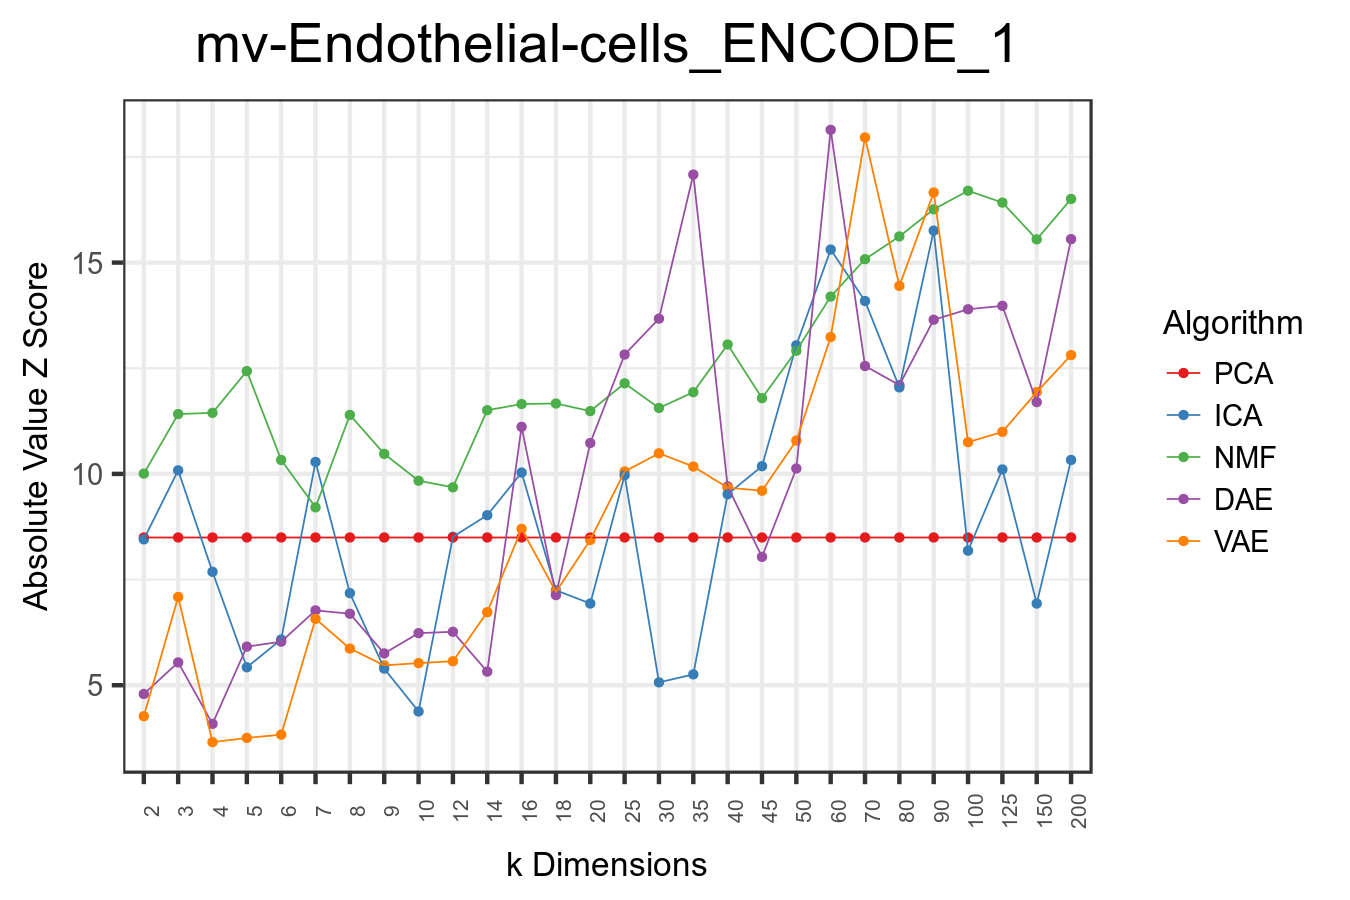 mv-Endothelial-cells_ENCODE_1
Absolute Value Z Score
15
10
5
2 3 4 5 6 7 8 9 10 12 14 16 18 20 25 30 35 40 45 50 60 70 80 90 100 125 150 200
k Dimensions
Algorithm
PCA
ICA
NMF
DAE
VAE